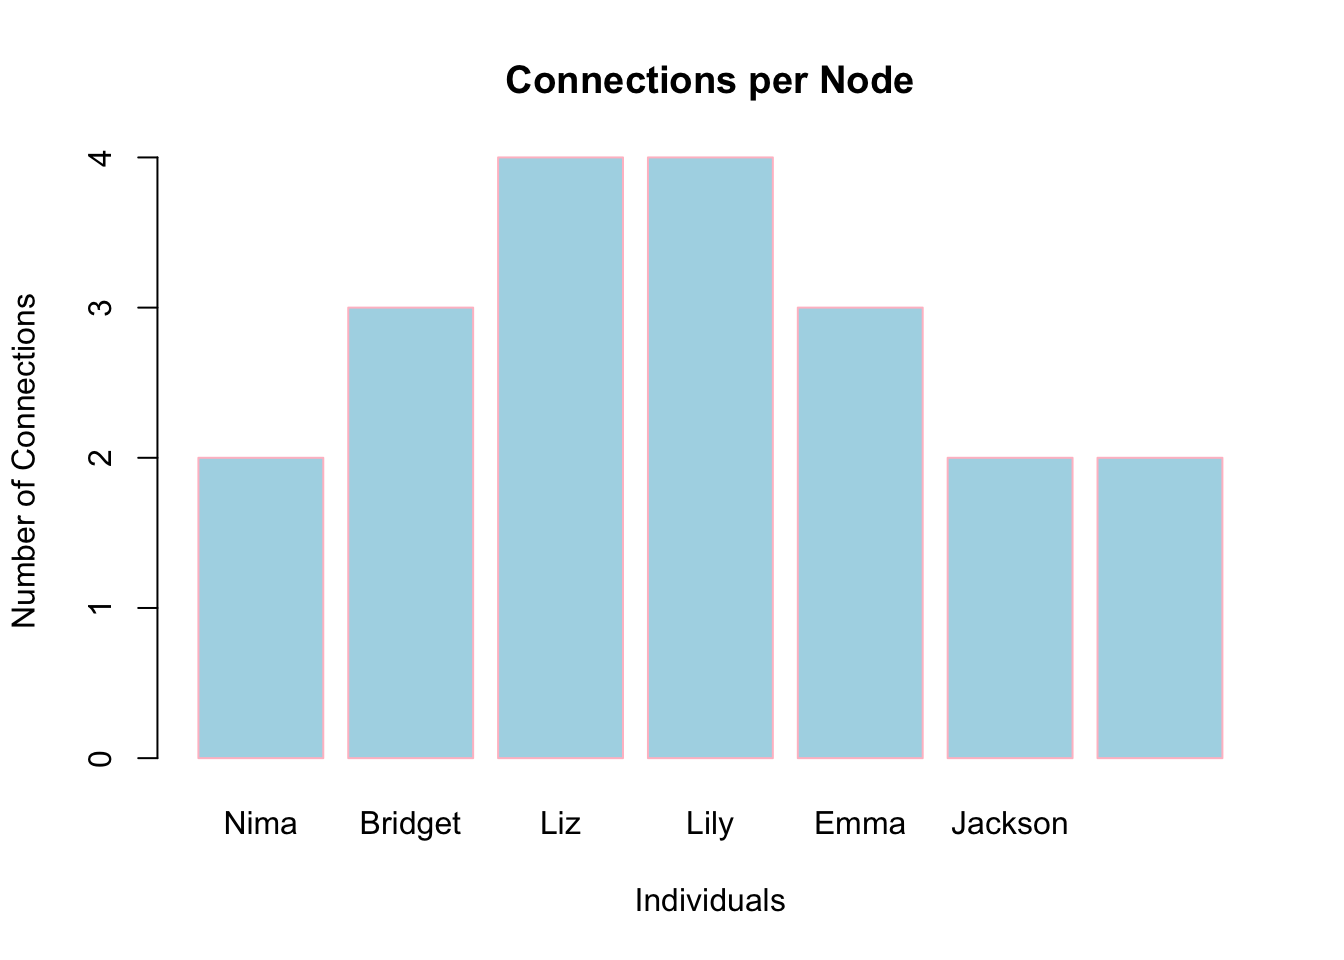 Connections per Node
Number of Connections
4
3
2
1
0
Nima Bridget Liz Lily Emma Jackson
Individuals